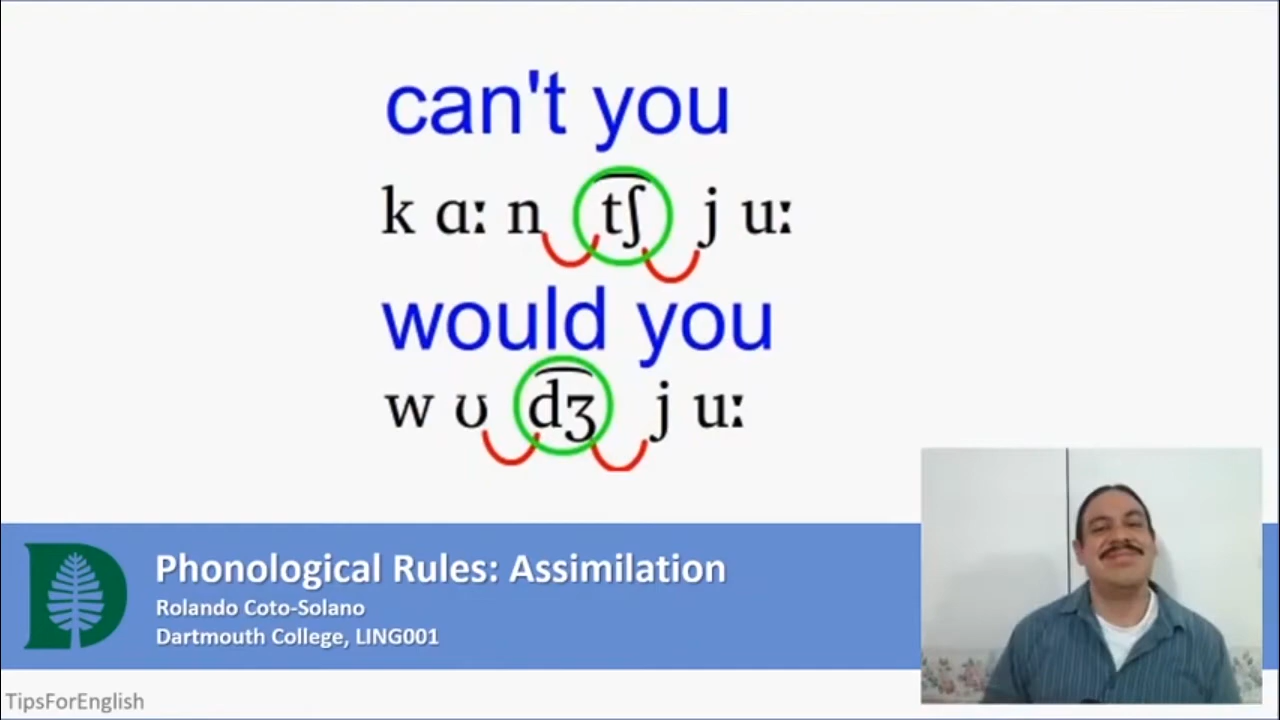 can't you
k ɑː n t͡ʃ j uː
would you
w ʊ d͡ʒ j uː
Phonological Rules: Assimilation
Rolando Coto-Solano
Dartmouth College, LING001
TipsForEnglish